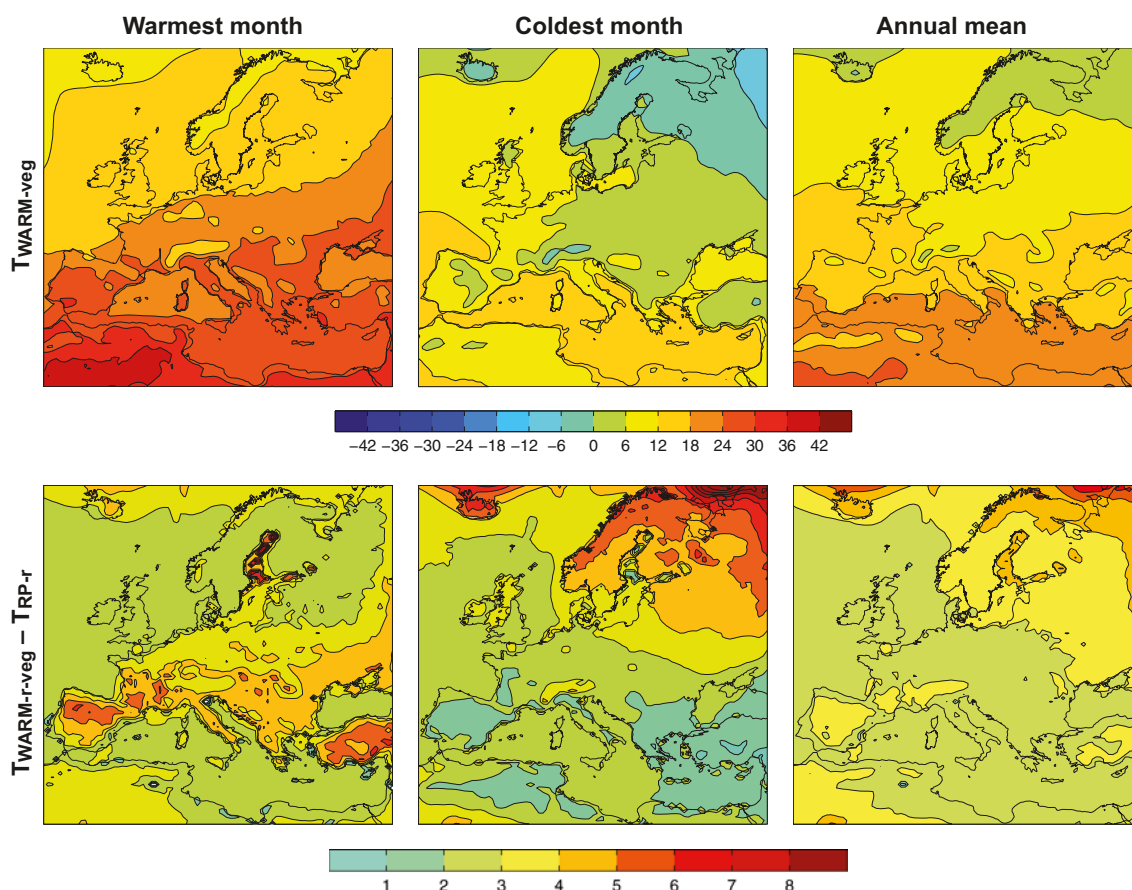 Warmest month Coldest month Annual mean
TWARM-veg
−42 −36 −30 −24 −18 −12 −6 0 6 12 18 24 30 36 42
TWARM-r-veg − TRP-r
1 2 3 4 5 6 7 8